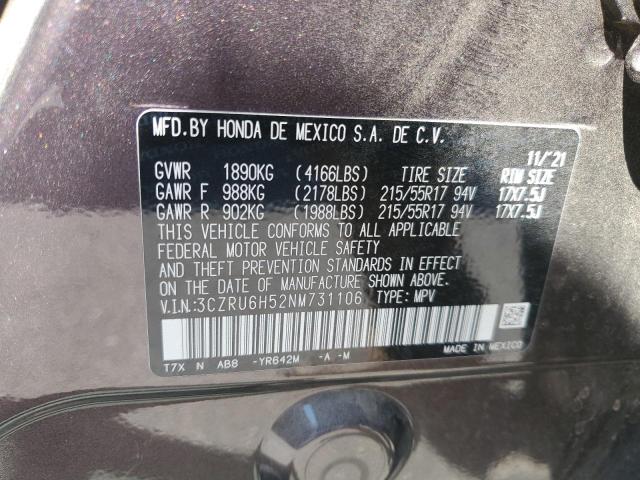 MFD.BY HONDA DE MEXICO S.A. DE C.V.
11/'21
GVWR 1890KG (4166LBS) TIRE SIZE RIM SIZE
GAWR F 988KG (2178LBS) 215/55R17 94V 17X7.5J
GAWR R 902KG (1988LBS) 215/55R17 94V 17X7.5J
THIS VEHICLE CONFORMS TO ALL APPLICABLE
FEDERAL MOTOR VEHICLE SAFETY
AND THEFT PREVENTION STANDARDS IN EFFECT
ON THE DATE OF MANUFACTURE SHOWN ABOVE.
V.I.N:3CZRU6H52NM731106 TYPE: MPV
T7X N AB8 -YR642M -A -M MADE IN MEXICO